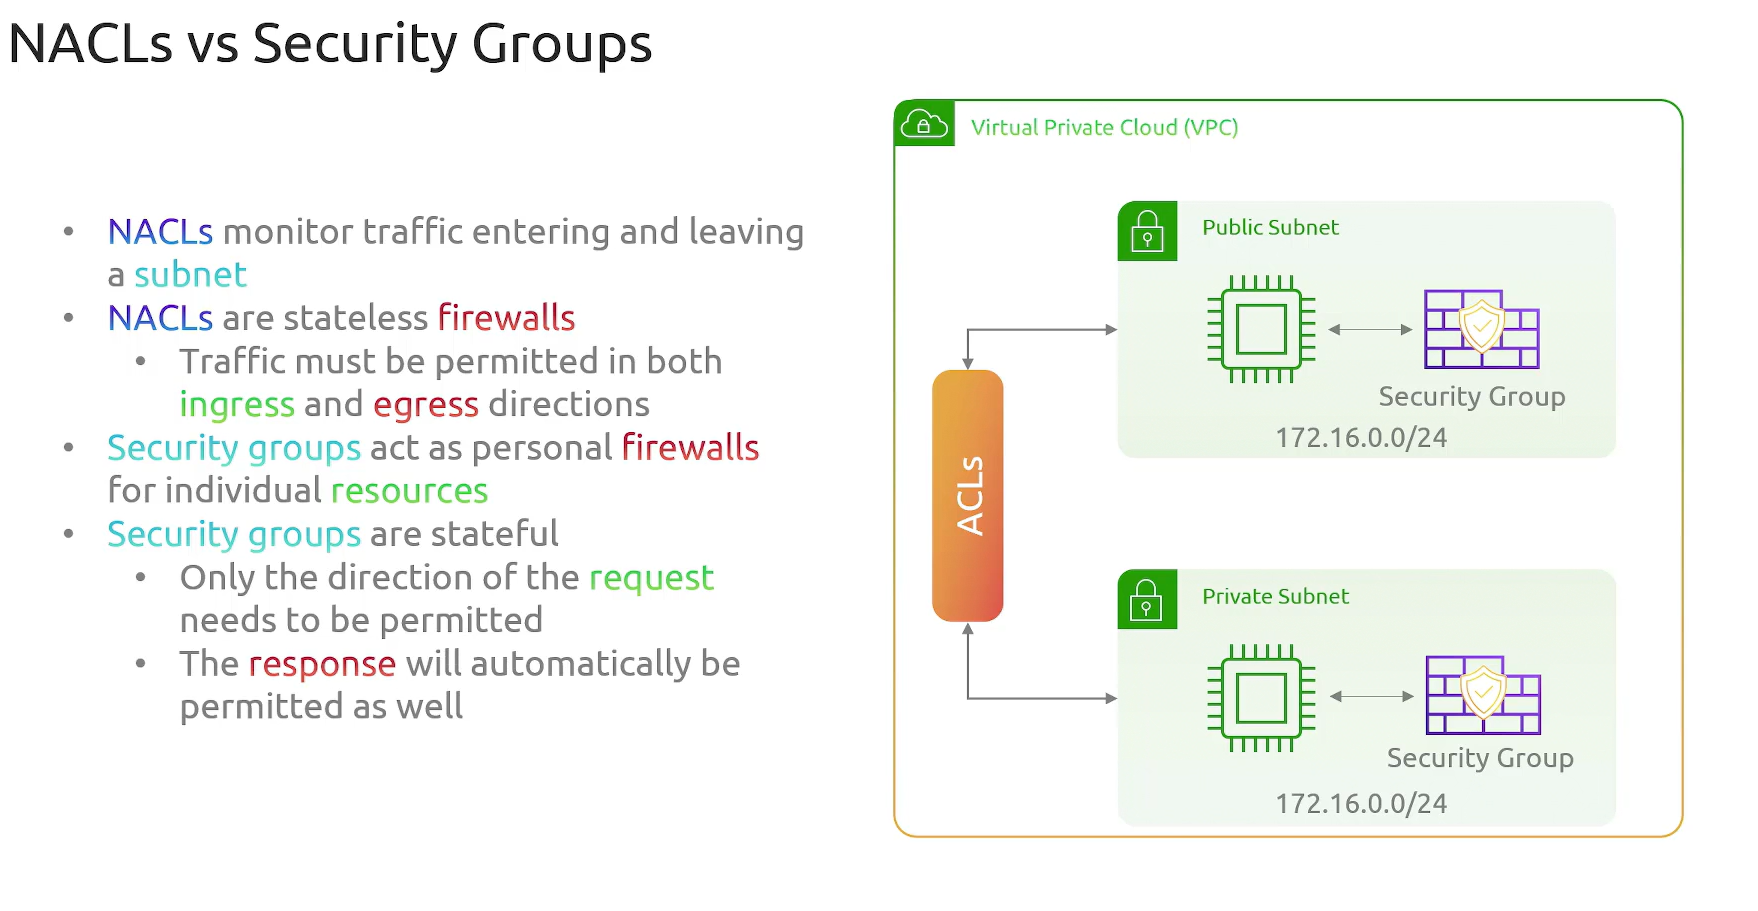 NACLs vs Security Groups
• NACLs monitor traffic entering and leaving
a subnet
• NACLs are stateless firewalls
• Traffic must be permitted in both
ingress and egress directions
• Security groups act as personal firewalls
for individual resources
• Security groups are stateful
• Only the direction of the request
needs to be permitted
• The response will automatically be
permitted as well
Virtual Private Cloud (VPC)
Public Subnet
Security Group
172.16.0.0/24
ACLs
Private Subnet
Security Group
172.16.0.0/24